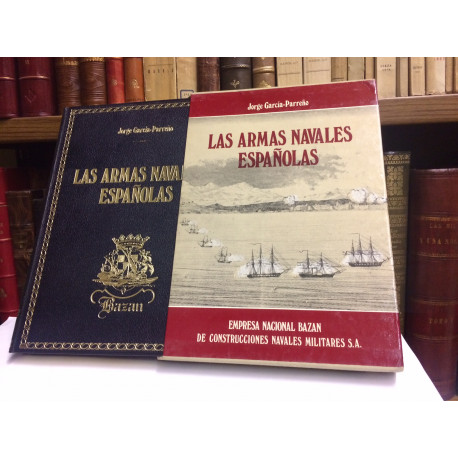 Jorge García-Parreño
LAS ARMAS NAVA
ESPAÑOLAS
Bazan
Jorge García-Parreño
LAS ARMAS NAVALES
ESPAÑOLAS
EMPRESA NACIONAL BAZAN
DE CONSTRUCCIONES NAVALES MILITARES S.A.